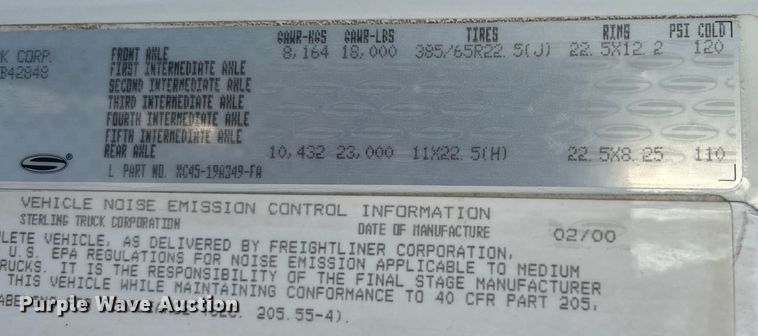 GAWR-KGS GAWR-LBS TIRES RIMS PSI COLD
K CORP. FRONT AXLE 8,164 18,000 385/65R22.5(J) 22.5X12.2 120
B42848 FIRST INTERMEDIATE AXLE
SECOND INTERMEDIATE AXLE
THIRD INTERMEDIATE AXLE
FOURTH INTERMEDIATE AXLE
FIFTH INTERMEDIATE AXLE
REAR AXLE 10,432 23,000 11X22.5(H) 22.5X8.25 110
L PART NO. XC45-19A349-FA
VEHICLE NOISE EMISSION CONTROL INFORMATION
STERLING TRUCK CORPORATION DATE OF MANUFACTURE 02/00
LETE VEHICLE, AS DELIVERED BY FREIGHTLINER CORPORATION,
U.S. EPA REGULATIONS FOR NOISE EMISSION APPLICABLE TO MEDIUM
RUCKS. IT IS THE RESPONSIBILITY OF THE FINAL STAGE MANUFACTURER
THIS VEHICLE WHILE MAINTAINING CONFORMANCE TO 40 CFR PART 205,
205.55-4).
Purple Wave Auction